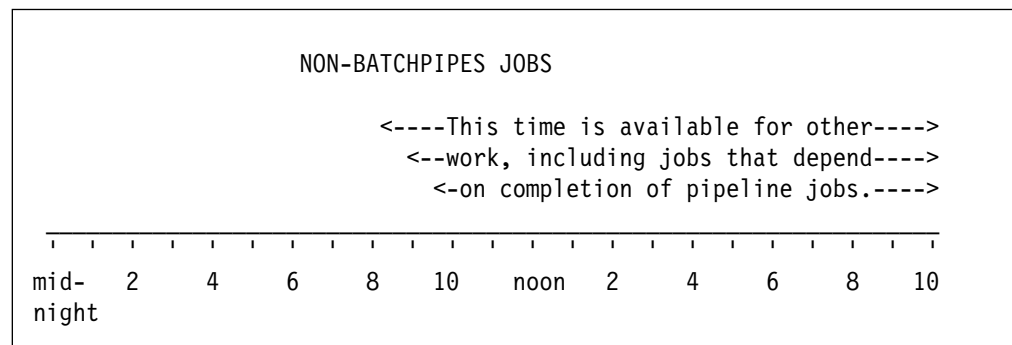 NON-BATCHPIPES JOBS
<----This time is available for other---->
<--work, including jobs that depend---->
<-on completion of pipeline jobs.---->
mid- 2 4 6 8 10 noon 2 4 6 8 10
night